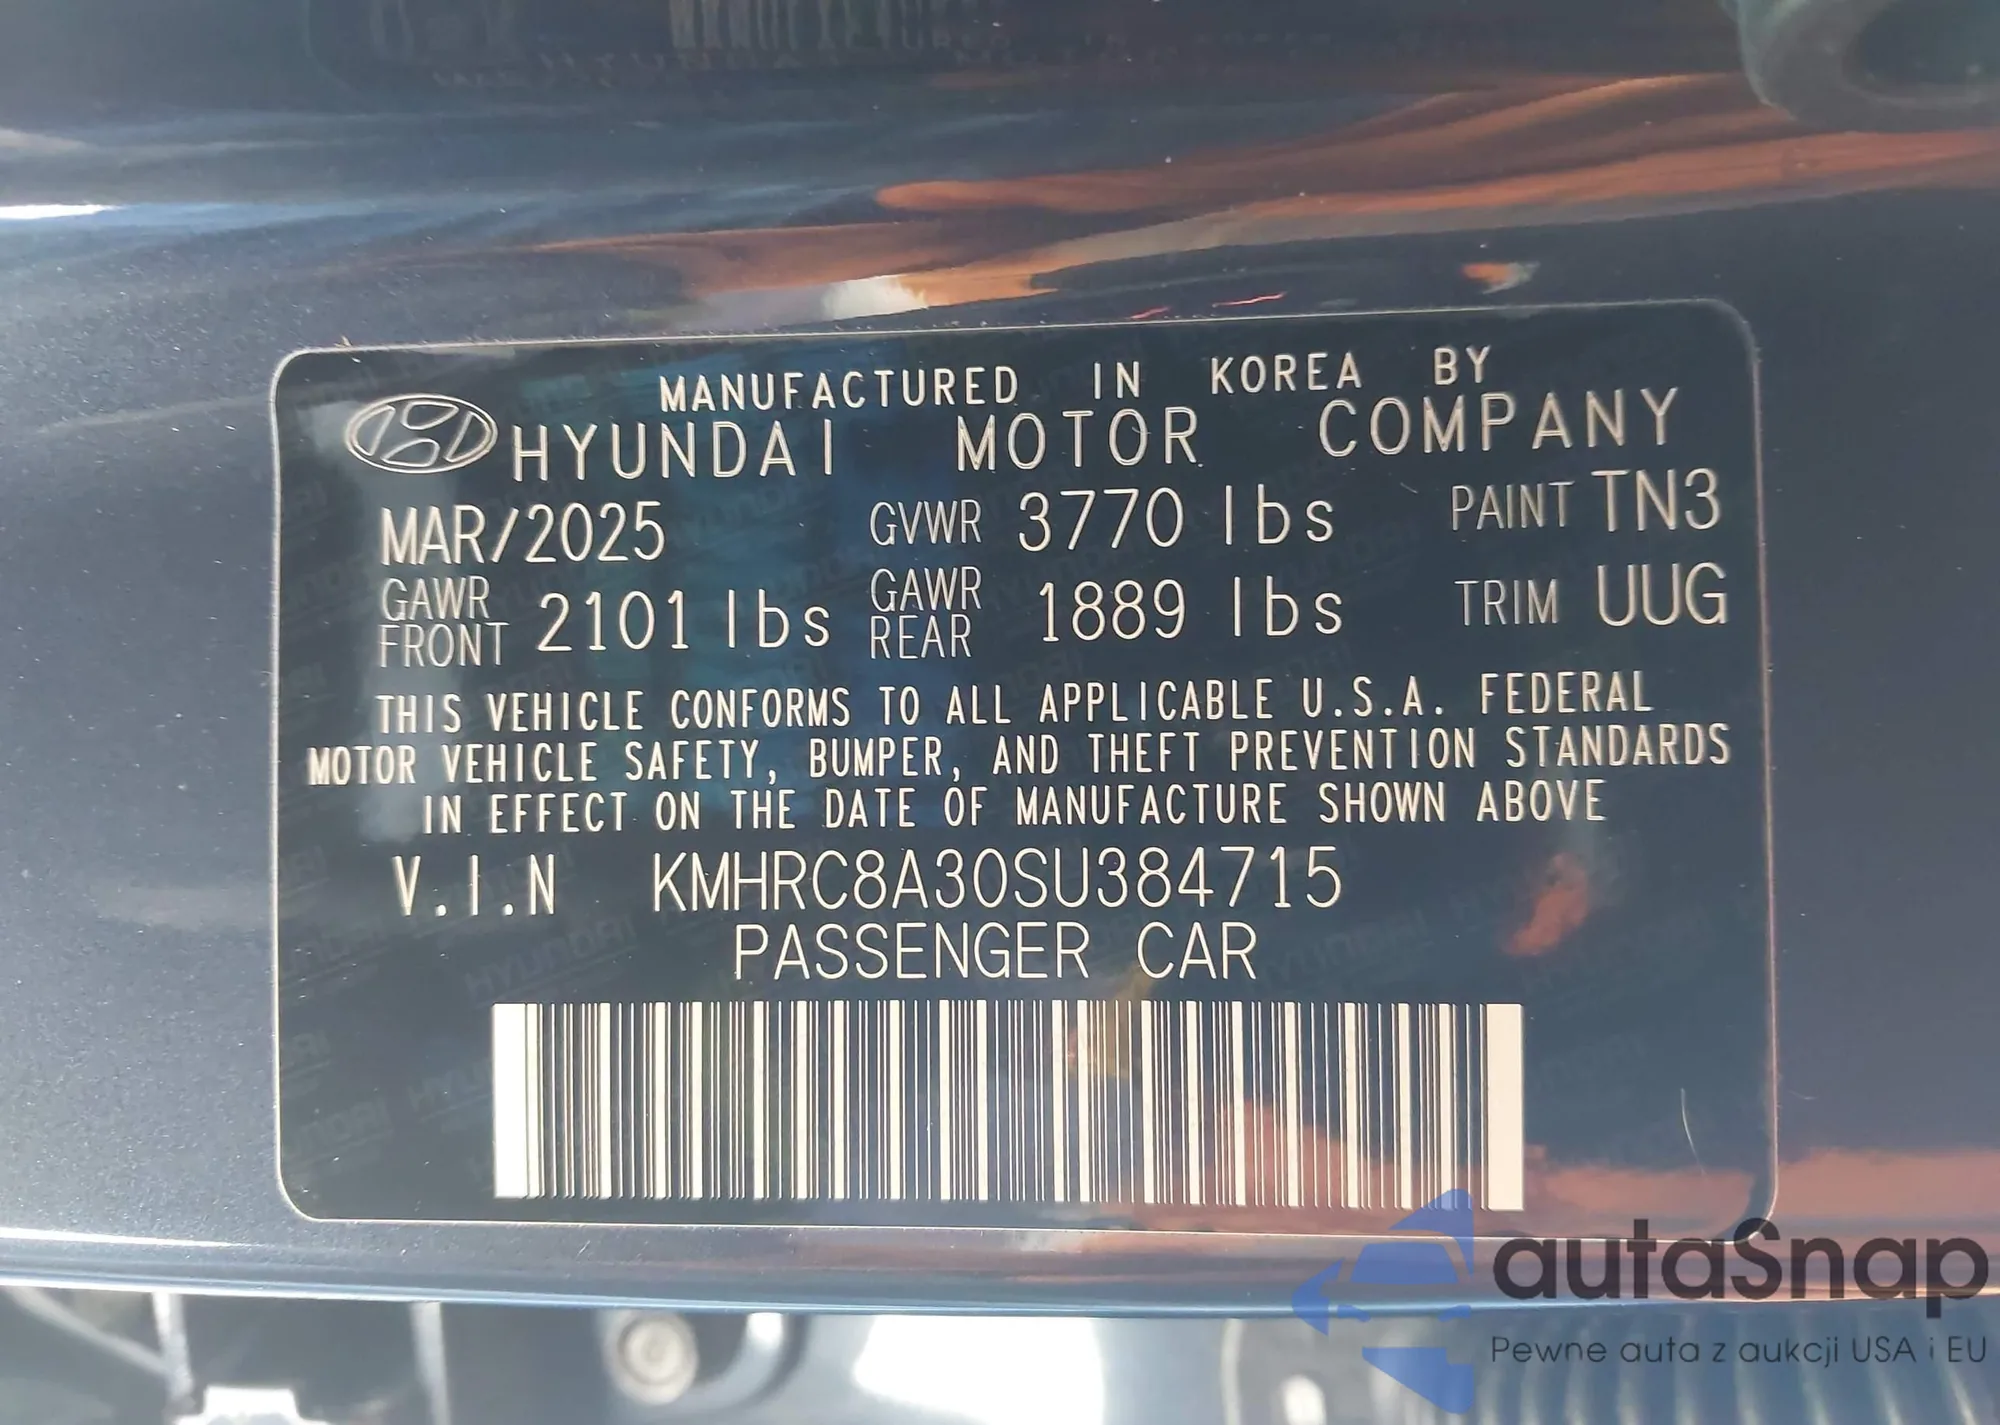 MANUFACTURED IN KOREA BY
HYUNDAI MOTOR COMPANY
MAR/2025 GVWR 3770 lbs PAINT TN3
GAWR FRONT 2101 lbs GAWR REAR 1889 lbs TRIM UUG
THIS VEHICLE CONFORMS TO ALL APPLICABLE U.S.A. FEDERAL
MOTOR VEHICLE SAFETY, BUMPER, AND THEFT PREVENTION STANDARDS
IN EFFECT ON THE DATE OF MANUFACTURE SHOWN ABOVE
V.I.N KMHRC8A30SU384715
PASSENGER CAR
autaSnap
Pewne auta z aukcji USA i EU